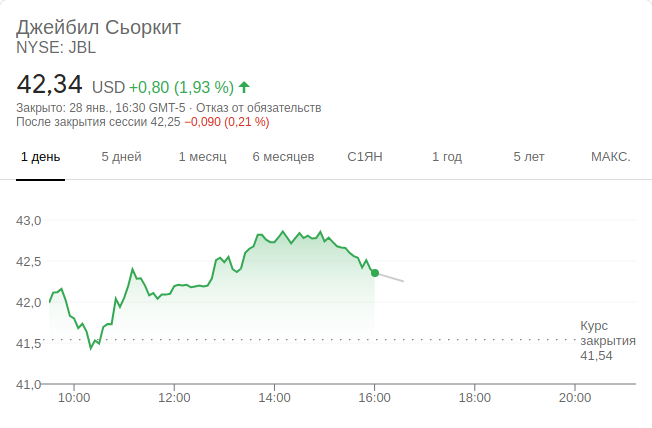 Джейбил Сьоркит
NYSE: JBL
42,34 USD +0,80 (1,93 %)
Закрыто: 28 янв., 16:30 GMT-5 · Отказ от обязательств
После закрытия сессии 42,25 −0,090 (0,21 %)
1 день 5 дней 1 месяц 6 месяцев С1ЯН 1 год 5 лет МАКС.
43,0
42,5
42,0
41,5
41,0
Курс
закрытия
41,54
10:00 12:00 14:00 16:00 18:00 20:00